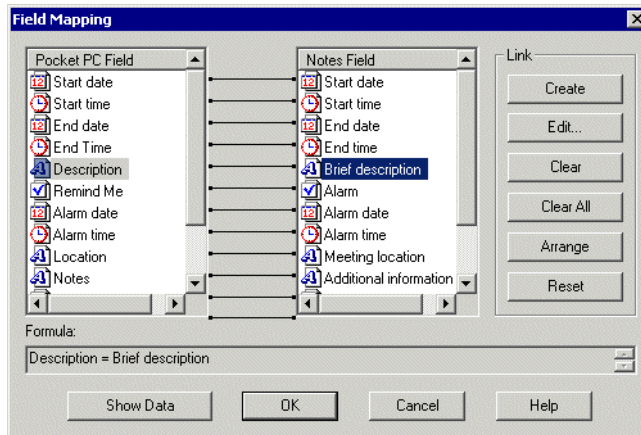 Field Mapping
Pocket PC Field
Start date
Start time
End date
End Time
Description
Remind Me
Alarm date
Alarm time
Location
Notes
Notes Field
Start date
Start time
End date
End time
Brief description
Alarm
Alarm date
Alarm time
Meeting location
Additional information
Link
Create
Edit...
Clear
Clear All
Arrange
Reset
Formula:
Description = Brief description
Show Data
OK
Cancel
Help